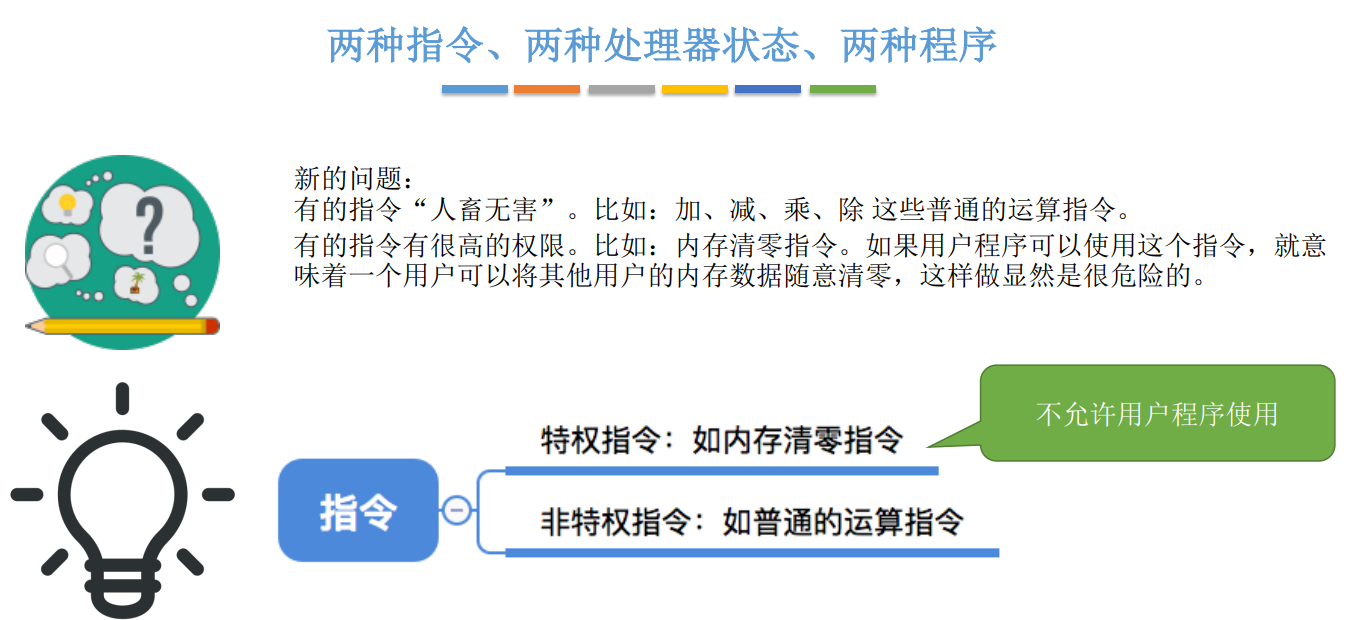 两种指令、两种处理器状态、两种程序
新的问题：
有的指令“人畜无害”。比如：加、减、乘、除 这些普通的运算指令。
有的指令有很高的权限。比如：内存清零指令。如果用户程序可以使用这个指令，就意
味着一个用户可以将其他用户的内存数据随意清零，这样做显然是很危险的。
不允许用户程序使用
特权指令：如内存清零指令
指令
非特权指令：如普通的运算指令